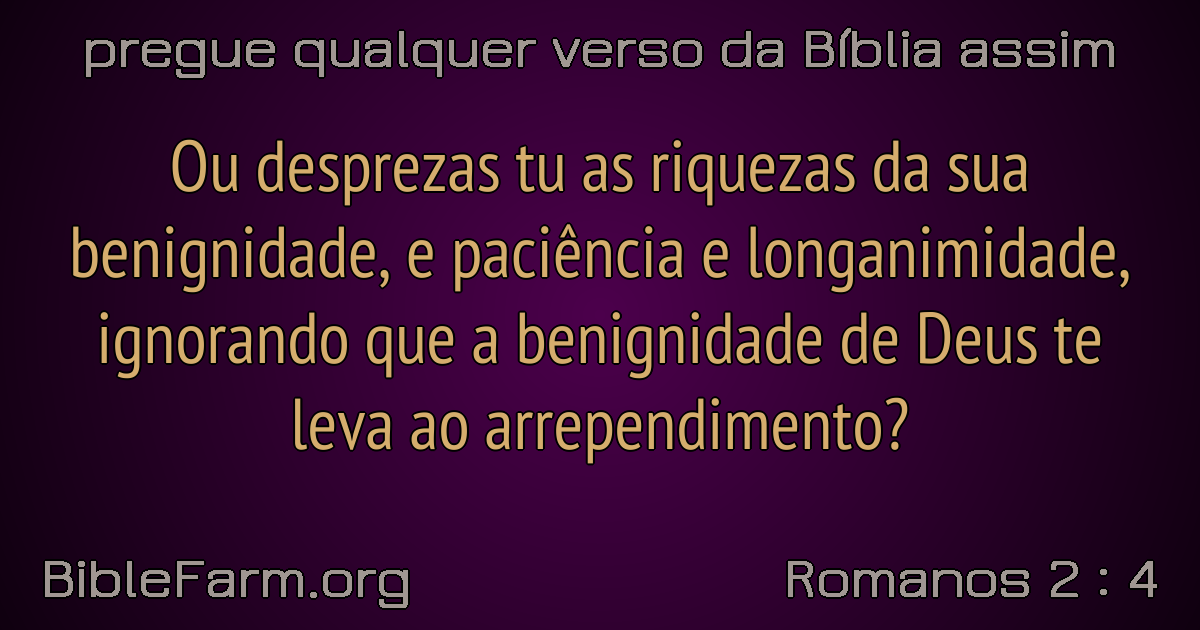 pregue qualquer verso da Bíblia assim
Ou desprezas tu as riquezas da sua
benignidade, e paciência e longanimidade,
ignorando que a benignidade de Deus te
leva ao arrependimento?
BibleFarm.org
Romanos 2 : 4